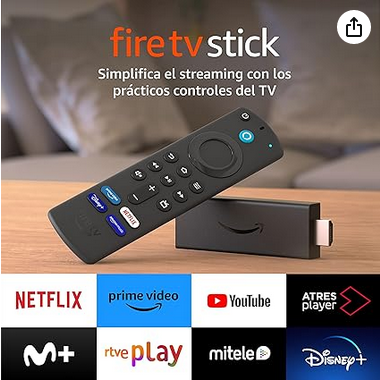 fire tv stick
Simplifica el streaming con los
prácticos controles del TV
NETFLIX
prime video
YouTube
ATRES
player
M+
rtve play
mitele
Disney+